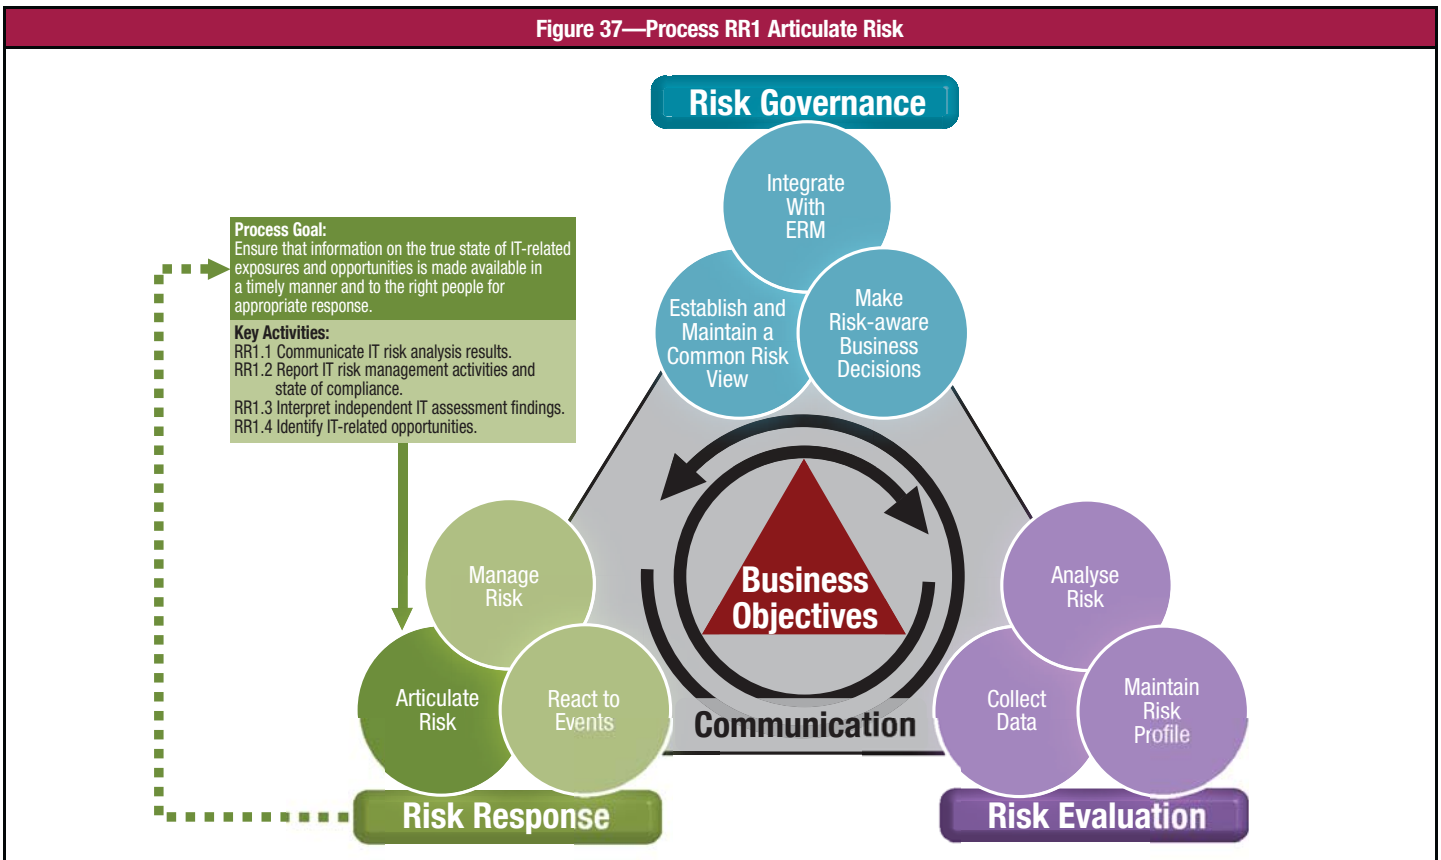 Figure 37—Process RR1 Articulate Risk
Risk Governance
Integrate
With
ERM
Establish and
Maintain a
Common Risk
View
Make
Risk-aware
Business
Decisions
Process Goal:
Ensure that information on the true state of IT-related
exposures and opportunities is made available in
a timely manner and to the right people for
appropriate response.
Key Activities:
RR1.1 Communicate IT risk analysis results.
RR1.2 Report IT risk management activities and
state of compliance.
RR1.3 Interpret independent IT assessment findings.
RR1.4 Identify IT-related opportunities.
Manage
Risk
Articulate
Risk
React to
Events
Business
Objectives
Communication
Analyse
Risk
Collect
Data
Maintain
Risk
Profile
Risk Response
Risk Evaluation